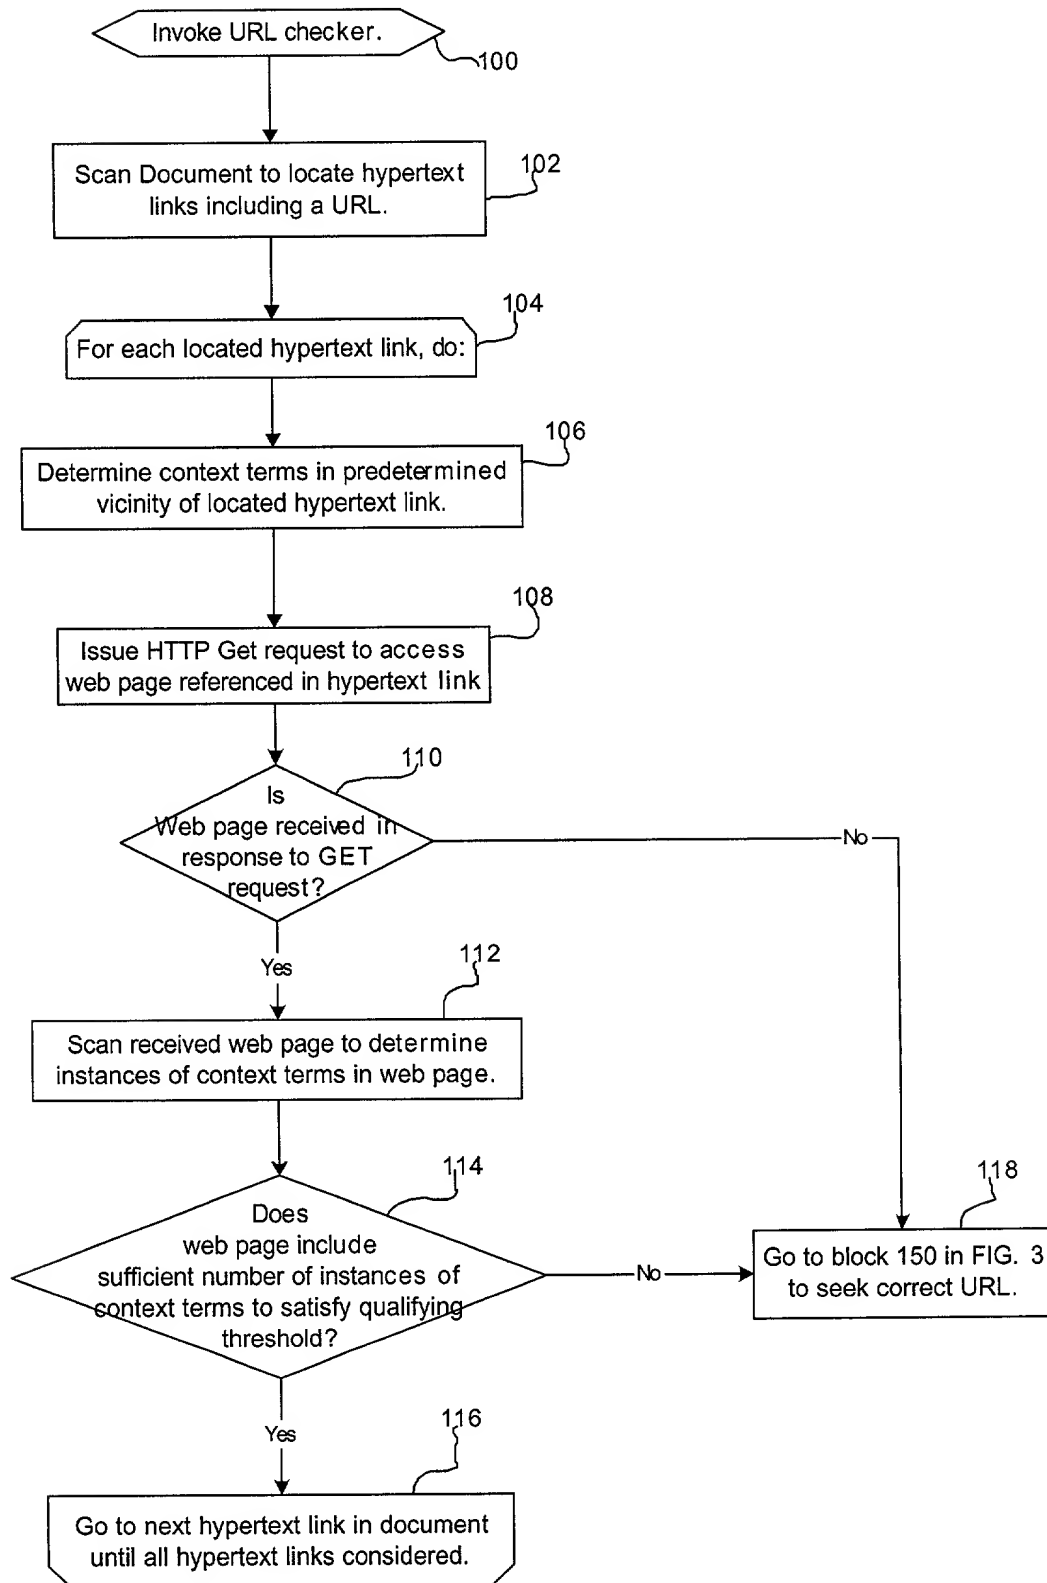 Invoke URL checker.
100
Scan Document to locate hypertext
links including a URL.
102
For each located hypertext link, do:
104
Determine context terms in predetermined
vicinity of located hypertext link.
106
Issue HTTP Get request to access
web page referenced in hypertext link
108
Is
Web page received in
response to GET
request?
110
No
Yes
Scan received web page to determine
instances of context terms in web page.
112
Does
web page include
sufficient number of instances of
context terms to satisfy qualifying
threshold?
114
No
Go to block 150 in FIG. 3
to seek correct URL.
118
Yes
Go to next hypertext link in document
until all hypertext links considered.
116